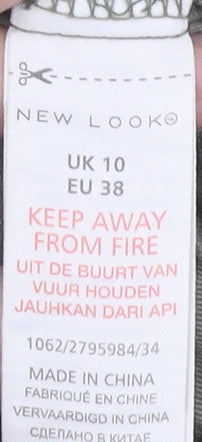 NEW LOOK®
UK 10
EU 38
KEEP AWAY
FROM FIRE
UIT DE BUURT VAN
VUUR HOUDEN
JAUHKAN DARI API
1062/2795984/34
MADE IN CHINA
FABRIQUÉ EN CHINE
VERVAARDIGD IN CHINA
СДЕЛАНО В КИТАЕ